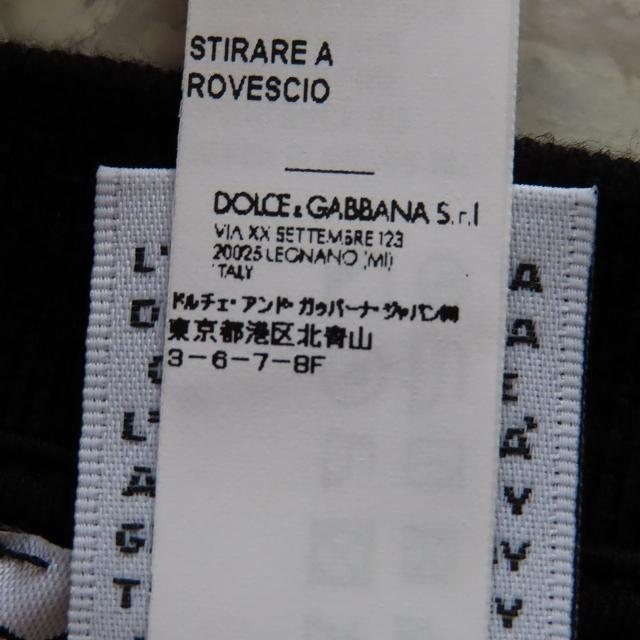 STIRARE A
ROVESCIO
DOLCE & GABBANA S.r.l
VIA XX SETTEMBRE 123
20025 LEGNANO (MI)
ITALY
ドルチェ・アンド・ガッバーナ・ジャパン㈱
東京都港区北青山
3-6-7-8F